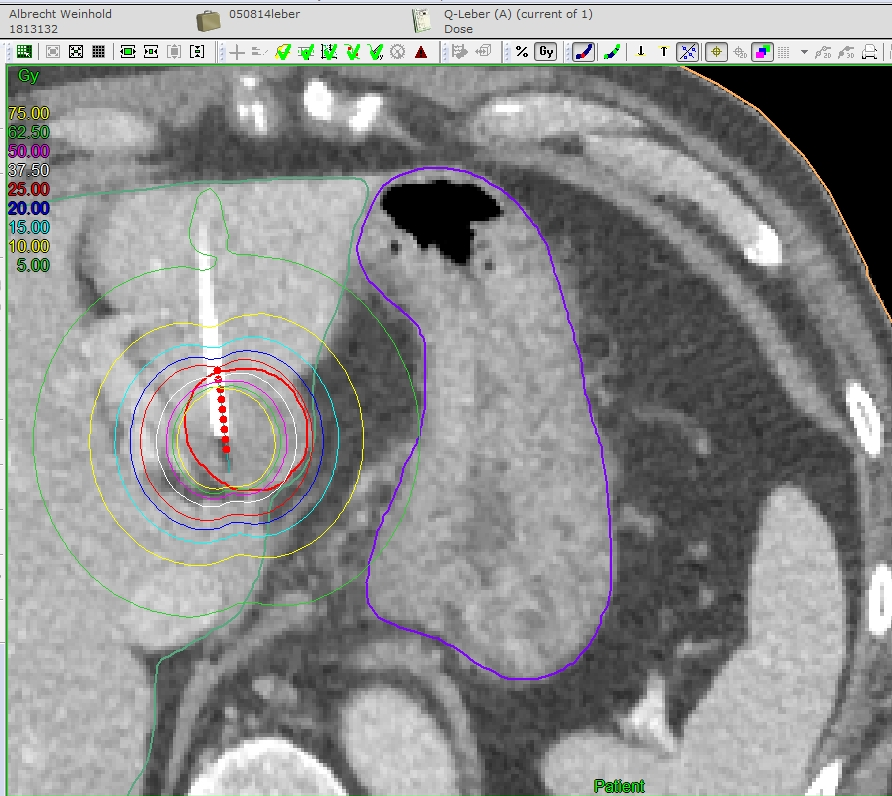 Albrecht Weinhold
1813132
050814leber
Q-Leber (A) (current of 1)
Dose
% Gy
Gy
75.00
62.50
50.00
37.50
25.00
20.00
15.00
10.00
5.00
Patient